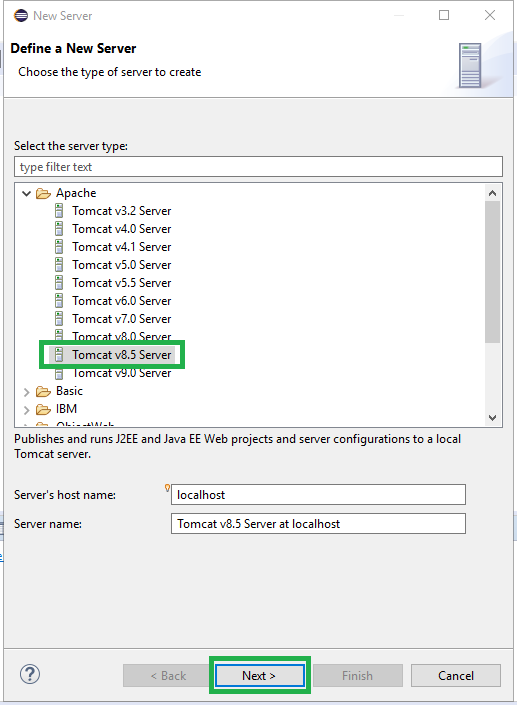 New Server
Define a New Server
Choose the type of server to create
Select the server type:
type filter text
Apache
Tomcat v3.2 Server
Tomcat v4.0 Server
Tomcat v4.1 Server
Tomcat v5.0 Server
Tomcat v5.5 Server
Tomcat v6.0 Server
Tomcat v7.0 Server
Tomcat v8.0 Server
Tomcat v8.5 Server
Tomcat v9.0 Server
Basic
IBM
ObjectWeb
Publishes and runs J2EE and Java EE Web projects and server configurations to a local
Tomcat server.
Server's host name: localhost
Server name: Tomcat v8.5 Server at localhost
? < Back Next > Finish Cancel